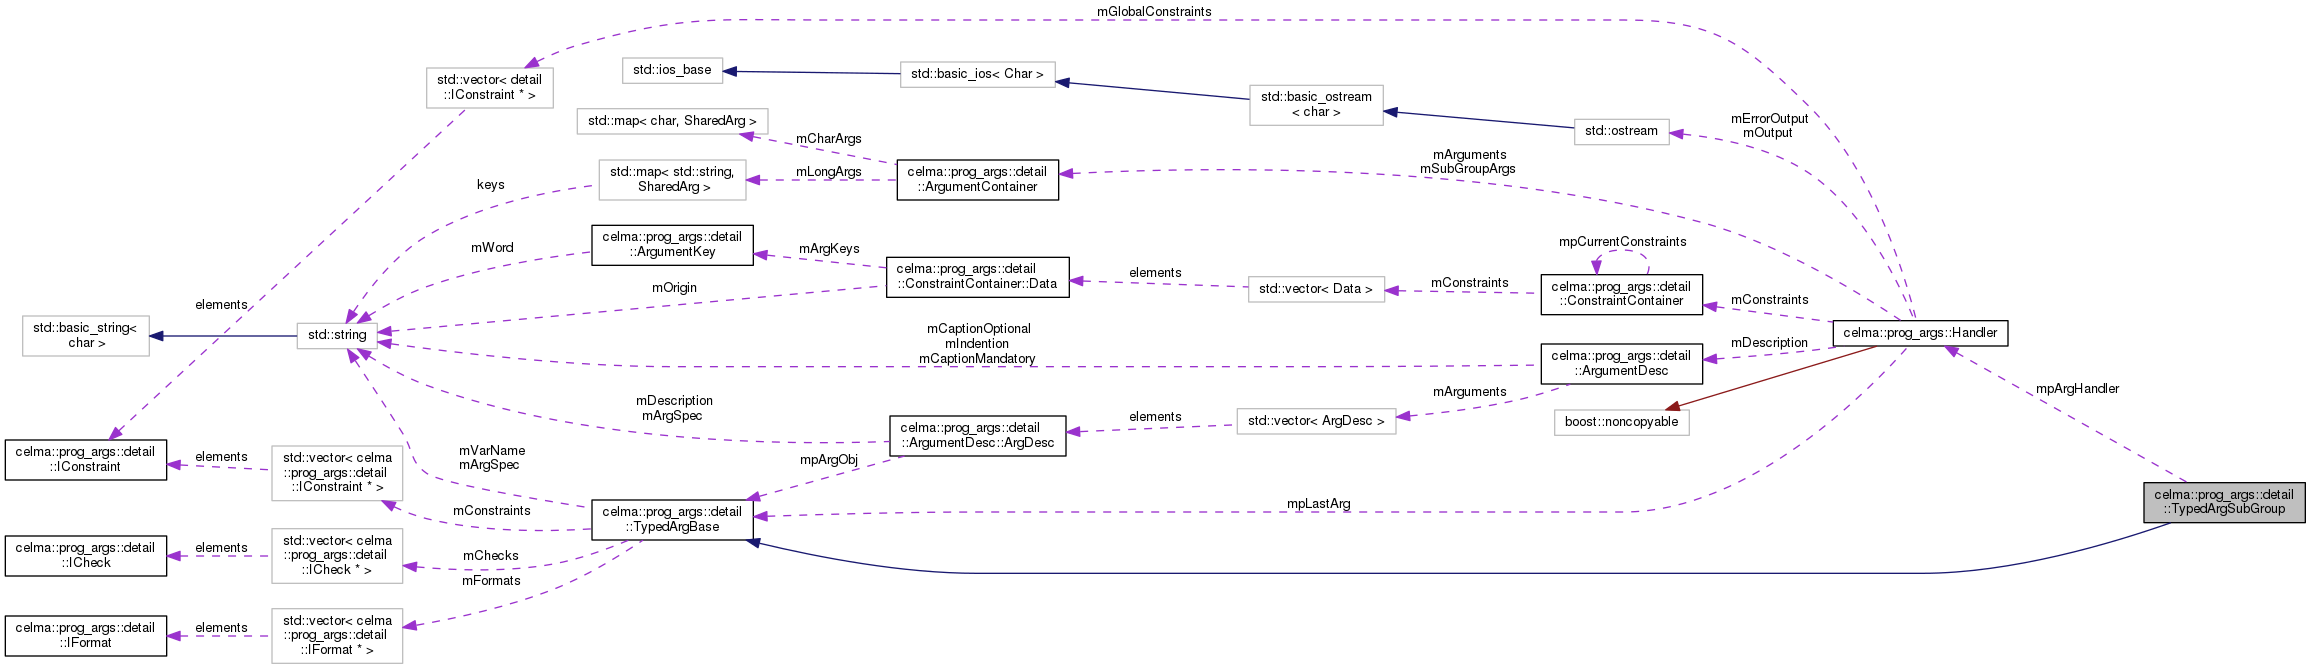 mGlobalConstraints
std::vector< detail
::IConstraint * >
std::ios_base
std::basic_ios< Char >
std::basic_ostream
< char >
std::ostream
mErrorOutput
mOutput
std::map< char, SharedArg >
mCharArgs
std::map< std::string,
SharedArg >
mLongArgs
celma::prog_args::detail
::ArgumentContainer
mArguments
mSubGroupArgs
keys
celma::prog_args::detail
::ArgumentKey
mWord
mArgKeys
celma::prog_args::detail
::ConstraintContainer::Data
mOrigin
elements
std::vector< Data >
mConstraints
mpCurrentConstraints
celma::prog_args::detail
::ConstraintContainer
mConstraints
celma::prog_args::Handler
elements
std::basic_string<
char >
std::string
mCaptionOptional
mIndention
mCaptionMandatory
celma::prog_args::detail
::ArgumentDesc
mDescription
mpArgHandler
mDescription
mArgSpec
celma::prog_args::detail
::ArgumentDesc::ArgDesc
elements
std::vector< ArgDesc >
mArguments
boost::noncopyable
celma::prog_args::detail
::IConstraint
elements
std::vector< celma
::prog_args::detail
::IConstraint * >
mVarName
mArgSpec
mpArgObj
mConstraints
celma::prog_args::detail
::TypedArgBase
mpLastArg
celma::prog_args::detail
::TypedArgSubGroup
celma::prog_args::detail
::ICheck
elements
std::vector< celma
::prog_args::detail
::ICheck * >
mChecks
mFormats
celma::prog_args::detail
::IFormat
elements
std::vector< celma
::prog_args::detail
::IFormat * >